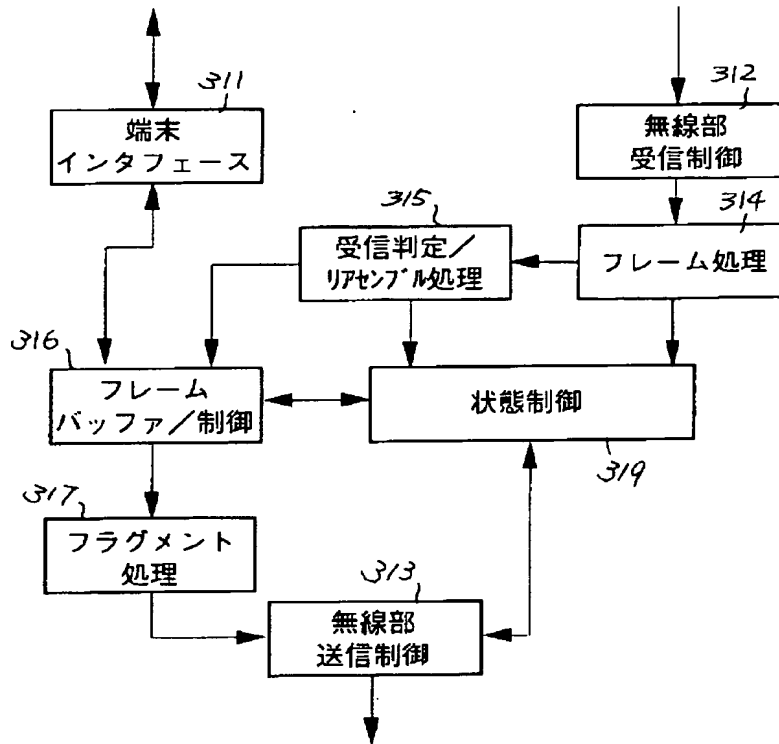 311
端末
インタフェース
312
無線部
受信制御
315
受信判定／
リアセンブル処理
314
フレーム処理
316
フレーム
バッファ／制御
状態制御
319
317
フラグメント
処理
313
無線部
送信制御